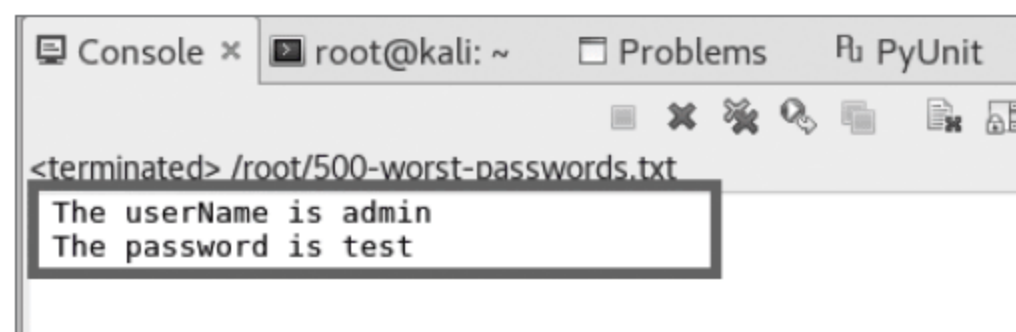 Console root@kali: ~ Problems PyUnit
<terminated> /root/500-worst-passwords.txt
The userName is admin
The password is test